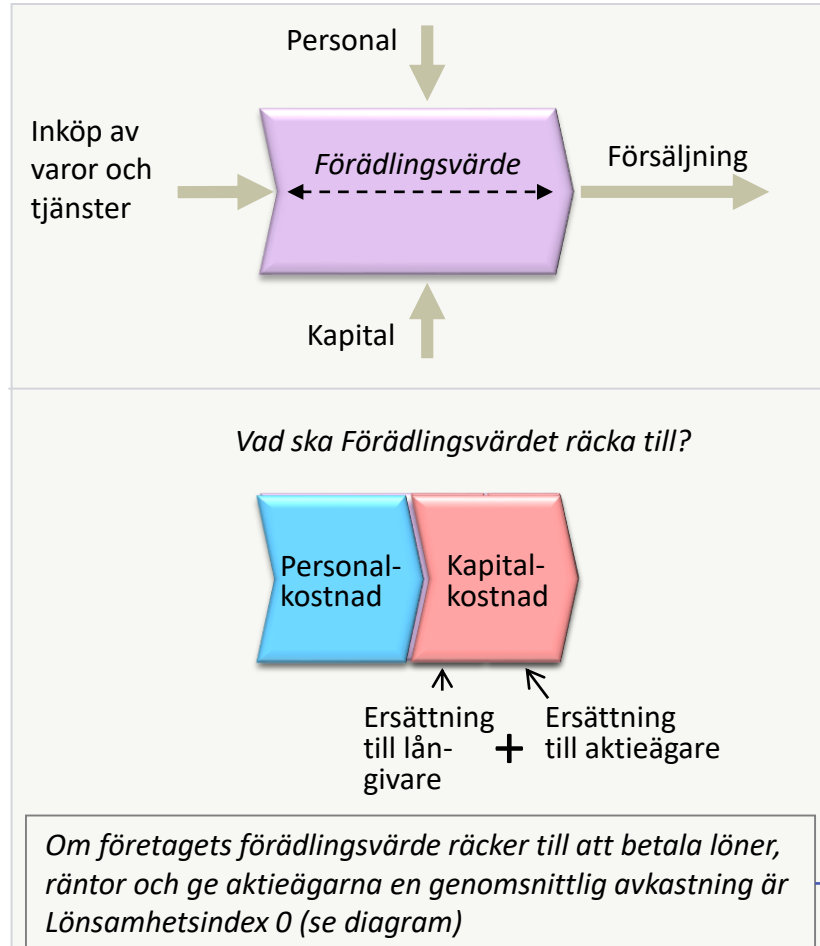 Personal
Inköp av
varor och
tjänster
Förädlingsvärde
Försäljning
Kapital
Vad ska Förädlingsvärdet räcka till?
Personal-
kostnad
Kapital-
kostnad
Ersättning
till lån-
givare
+
Ersättning
till aktieägare
Om företagets förädlingsvärde räcker till att betala löner,
räntor och ge aktieägarna en genomsnittlig avkastning är
Lönsamhetsindex 0 (se diagram)